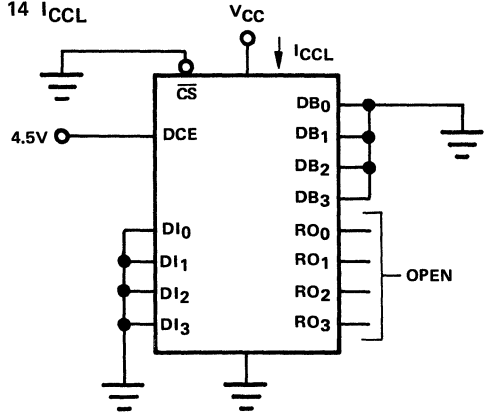 14 ICCL
VCC
ICCL
CS
DB0
4.5V
DCE
DB1
DB2
DB3
DI0
RO0
DI1
RO1
OPEN
DI2
RO2
DI3
RO3